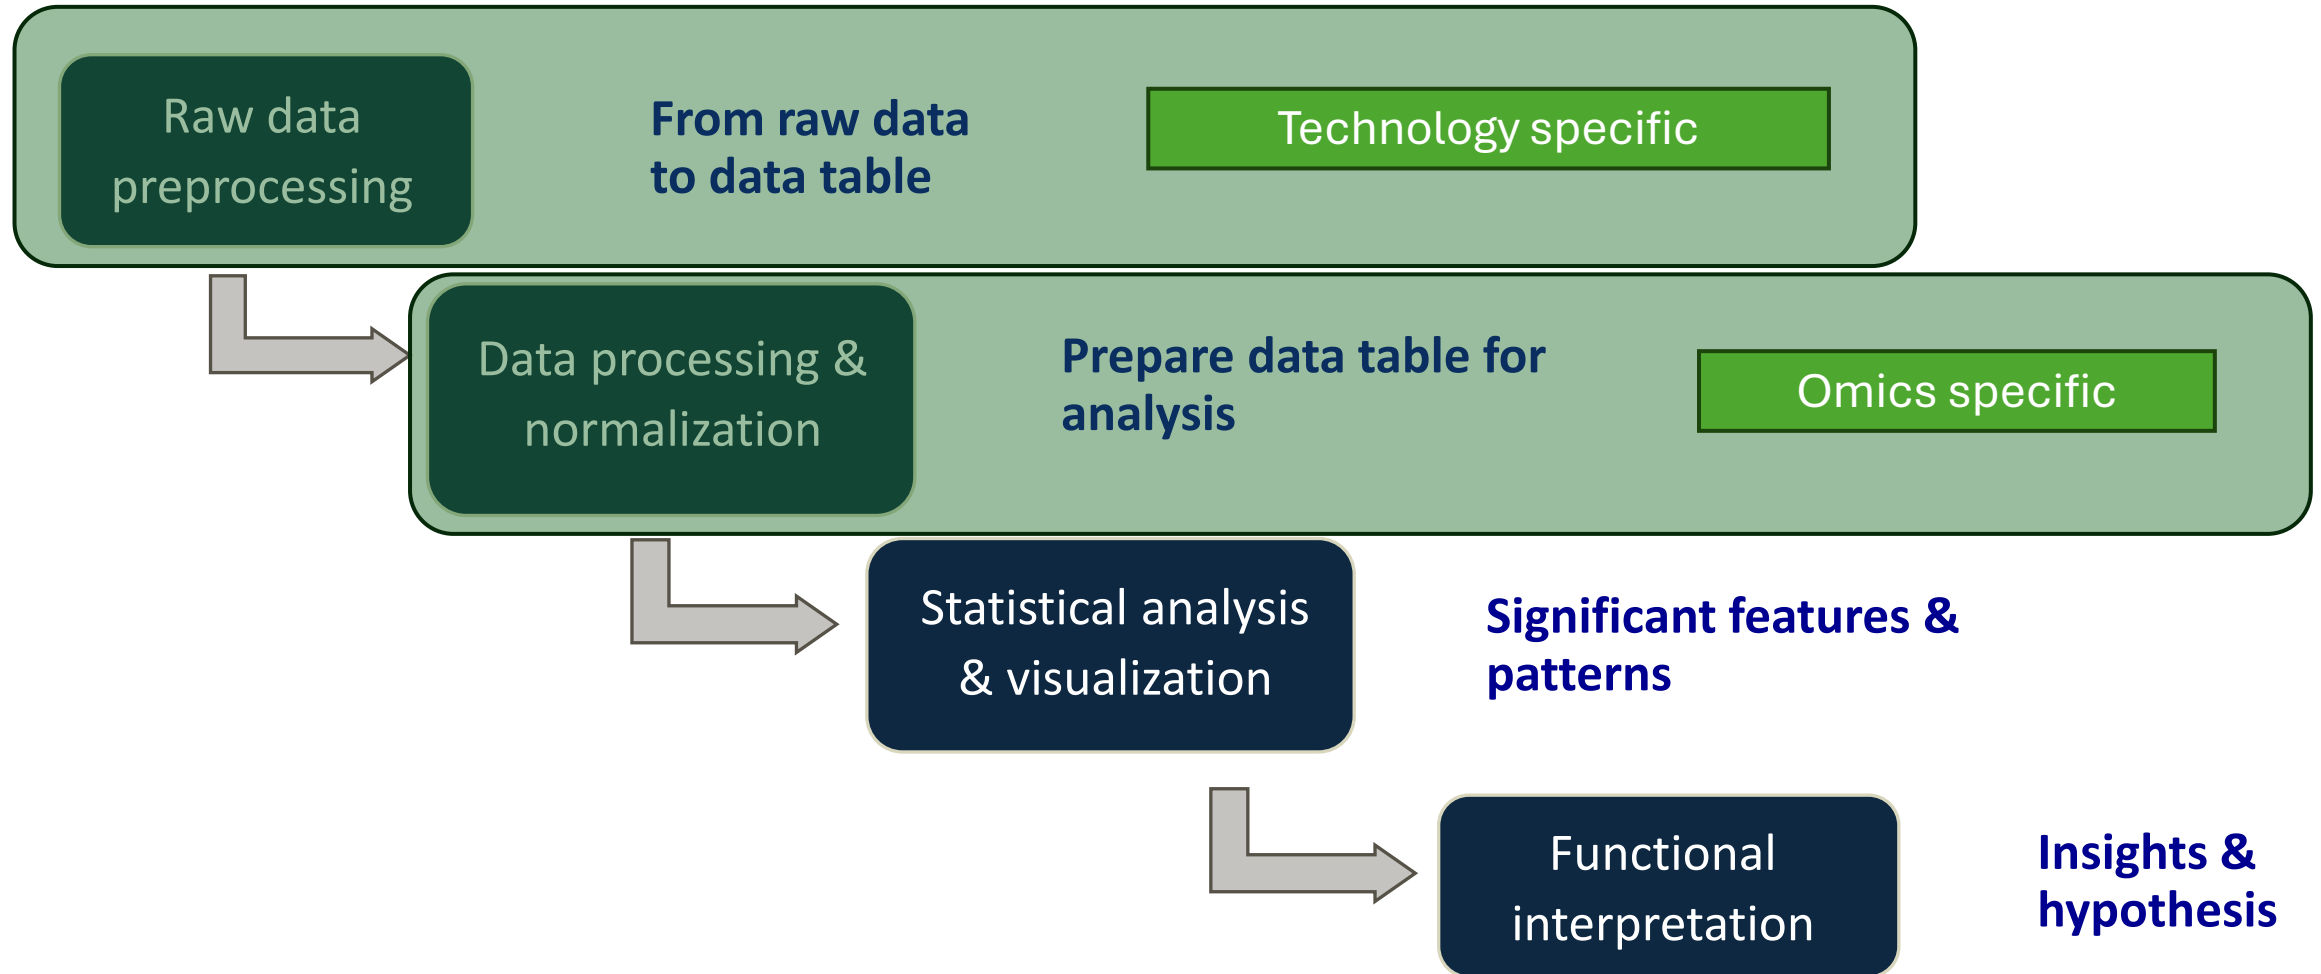 Raw data
preprocessing
From raw data
to data table
Technology specific
Data processing &
normalization
Prepare data table for
analysis
Omics specific
Statistical analysis
& visualization
Significant features &
patterns
Functional
interpretation
Insights &
hypothesis